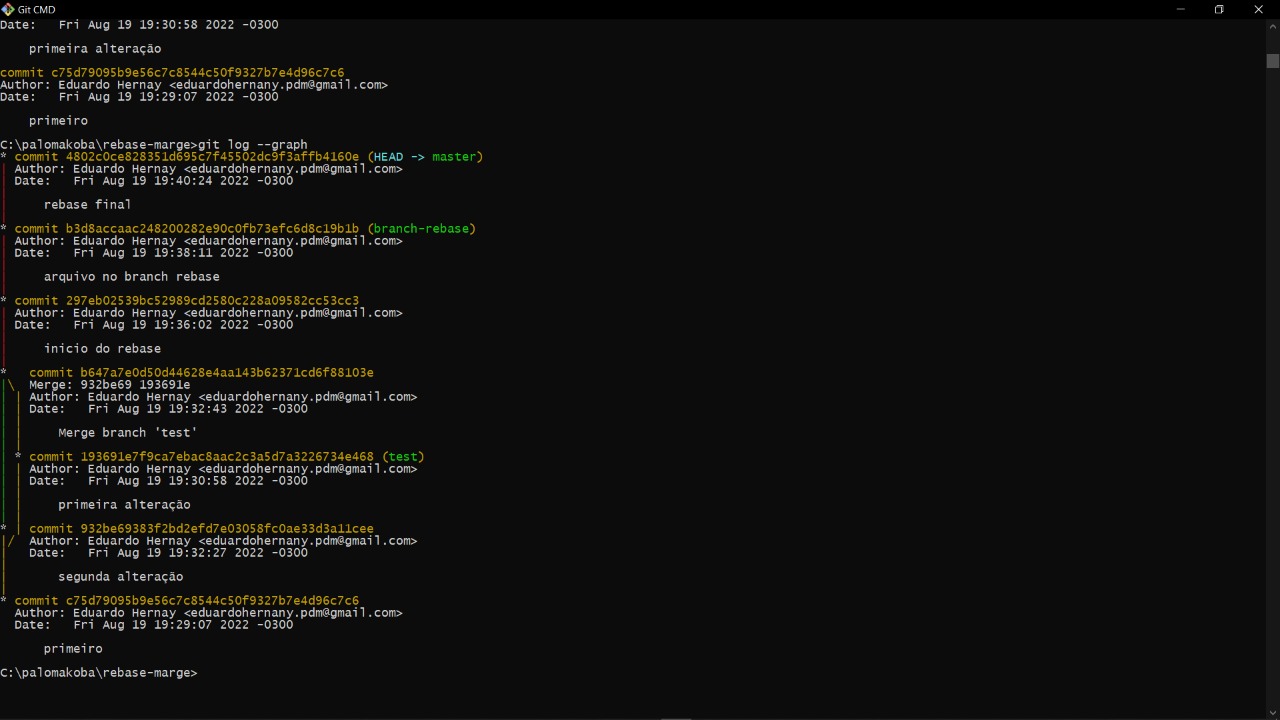 Git CMD
Date:   Fri Aug 19 19:30:58 2022 -0300
primeira alteração
commit c75d79095b9e56c7c8544c50f9327b7e4d96c7c6
Author: Eduardo Hernay <eduardohernany.pdm@gmail.com>
Date:   Fri Aug 19 19:29:07 2022 -0300
primeiro
C:\palomakoba\rebase-marge>git log --graph
* commit 4802c0ce828351d695c7f45502dc9f3affb4160e (HEAD -> master)
| Author: Eduardo Hernay <eduardohernany.pdm@gmail.com>
| Date:   Fri Aug 19 19:40:24 2022 -0300
|     rebase final
* commit b3d8accaac248200282e90c0fb73efc6d8c19b1b (branch-rebase)
| Author: Eduardo Hernay <eduardohernany.pdm@gmail.com>
| Date:   Fri Aug 19 19:38:11 2022 -0300
|     arquivo no branch rebase
* commit 297eb02539bc52989cd2580c228a09582cc53cc3
| Author: Eduardo Hernay <eduardohernany.pdm@gmail.com>
| Date:   Fri Aug 19 19:36:02 2022 -0300
|     inicio do rebase
*   commit b647a7e0d50d44628e4aa143b62371cd6f88103e
|\  Merge: 932be69 193691e
| | Author: Eduardo Hernay <eduardohernany.pdm@gmail.com>
| | Date:   Fri Aug 19 19:32:43 2022 -0300
| |     Merge branch 'test'
| * commit 193691e7f9ca7ebac8aac2c3a5d7a3226734e468 (test)
| | Author: Eduardo Hernay <eduardohernany.pdm@gmail.com>
| | Date:   Fri Aug 19 19:30:58 2022 -0300
| |     primeira alteração
* | commit 932be69383f2bd2efd7e03058fc0ae33d3a11cee
|/  Author: Eduardo Hernay <eduardohernany.pdm@gmail.com>
|   Date:   Fri Aug 19 19:32:27 2022 -0300
|       segunda alteração
* commit c75d79095b9e56c7c8544c50f9327b7e4d96c7c6
Author: Eduardo Hernay <eduardohernany.pdm@gmail.com>
Date:   Fri Aug 19 19:29:07 2022 -0300
primeiro
C:\palomakoba\rebase-marge>